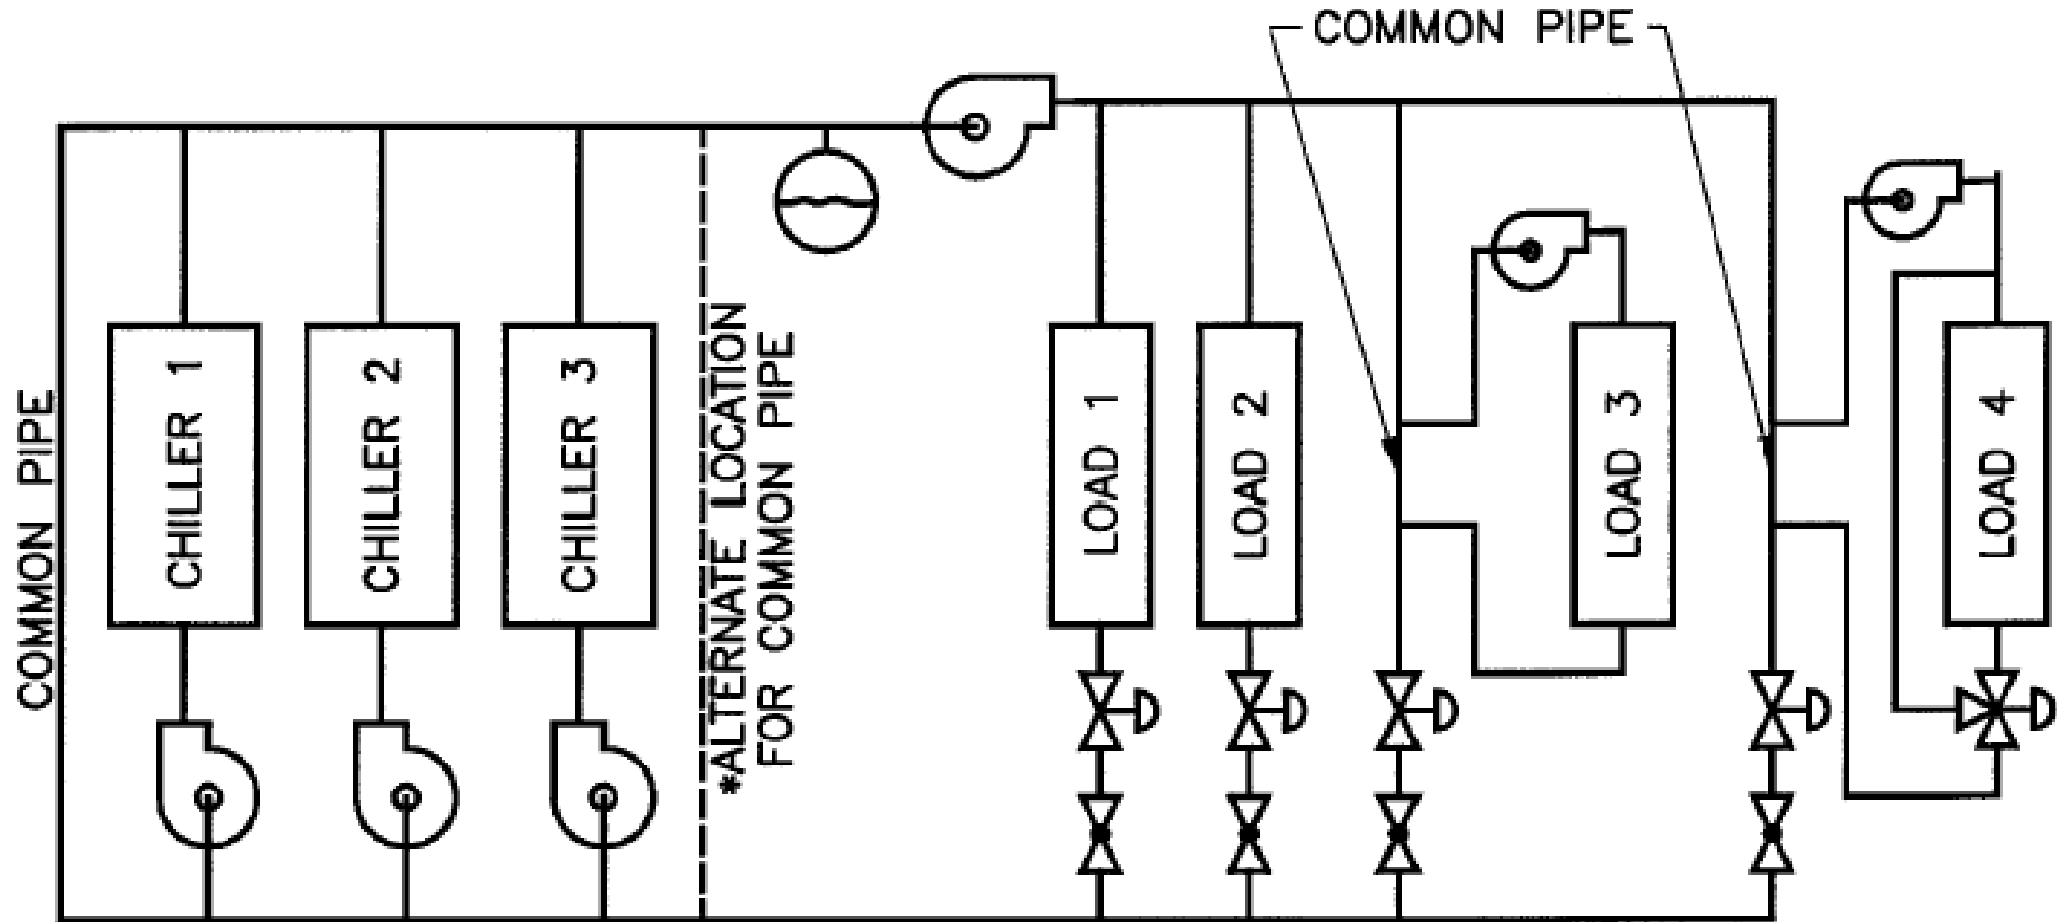 COMMON PIPE
COMMON PIPE
CHILLER 1
CHILLER 2
CHILLER 3
*ALTERNATE LOCATION
FOR COMMON PIPE
LOAD 1
LOAD 2
LOAD 3
LOAD 4